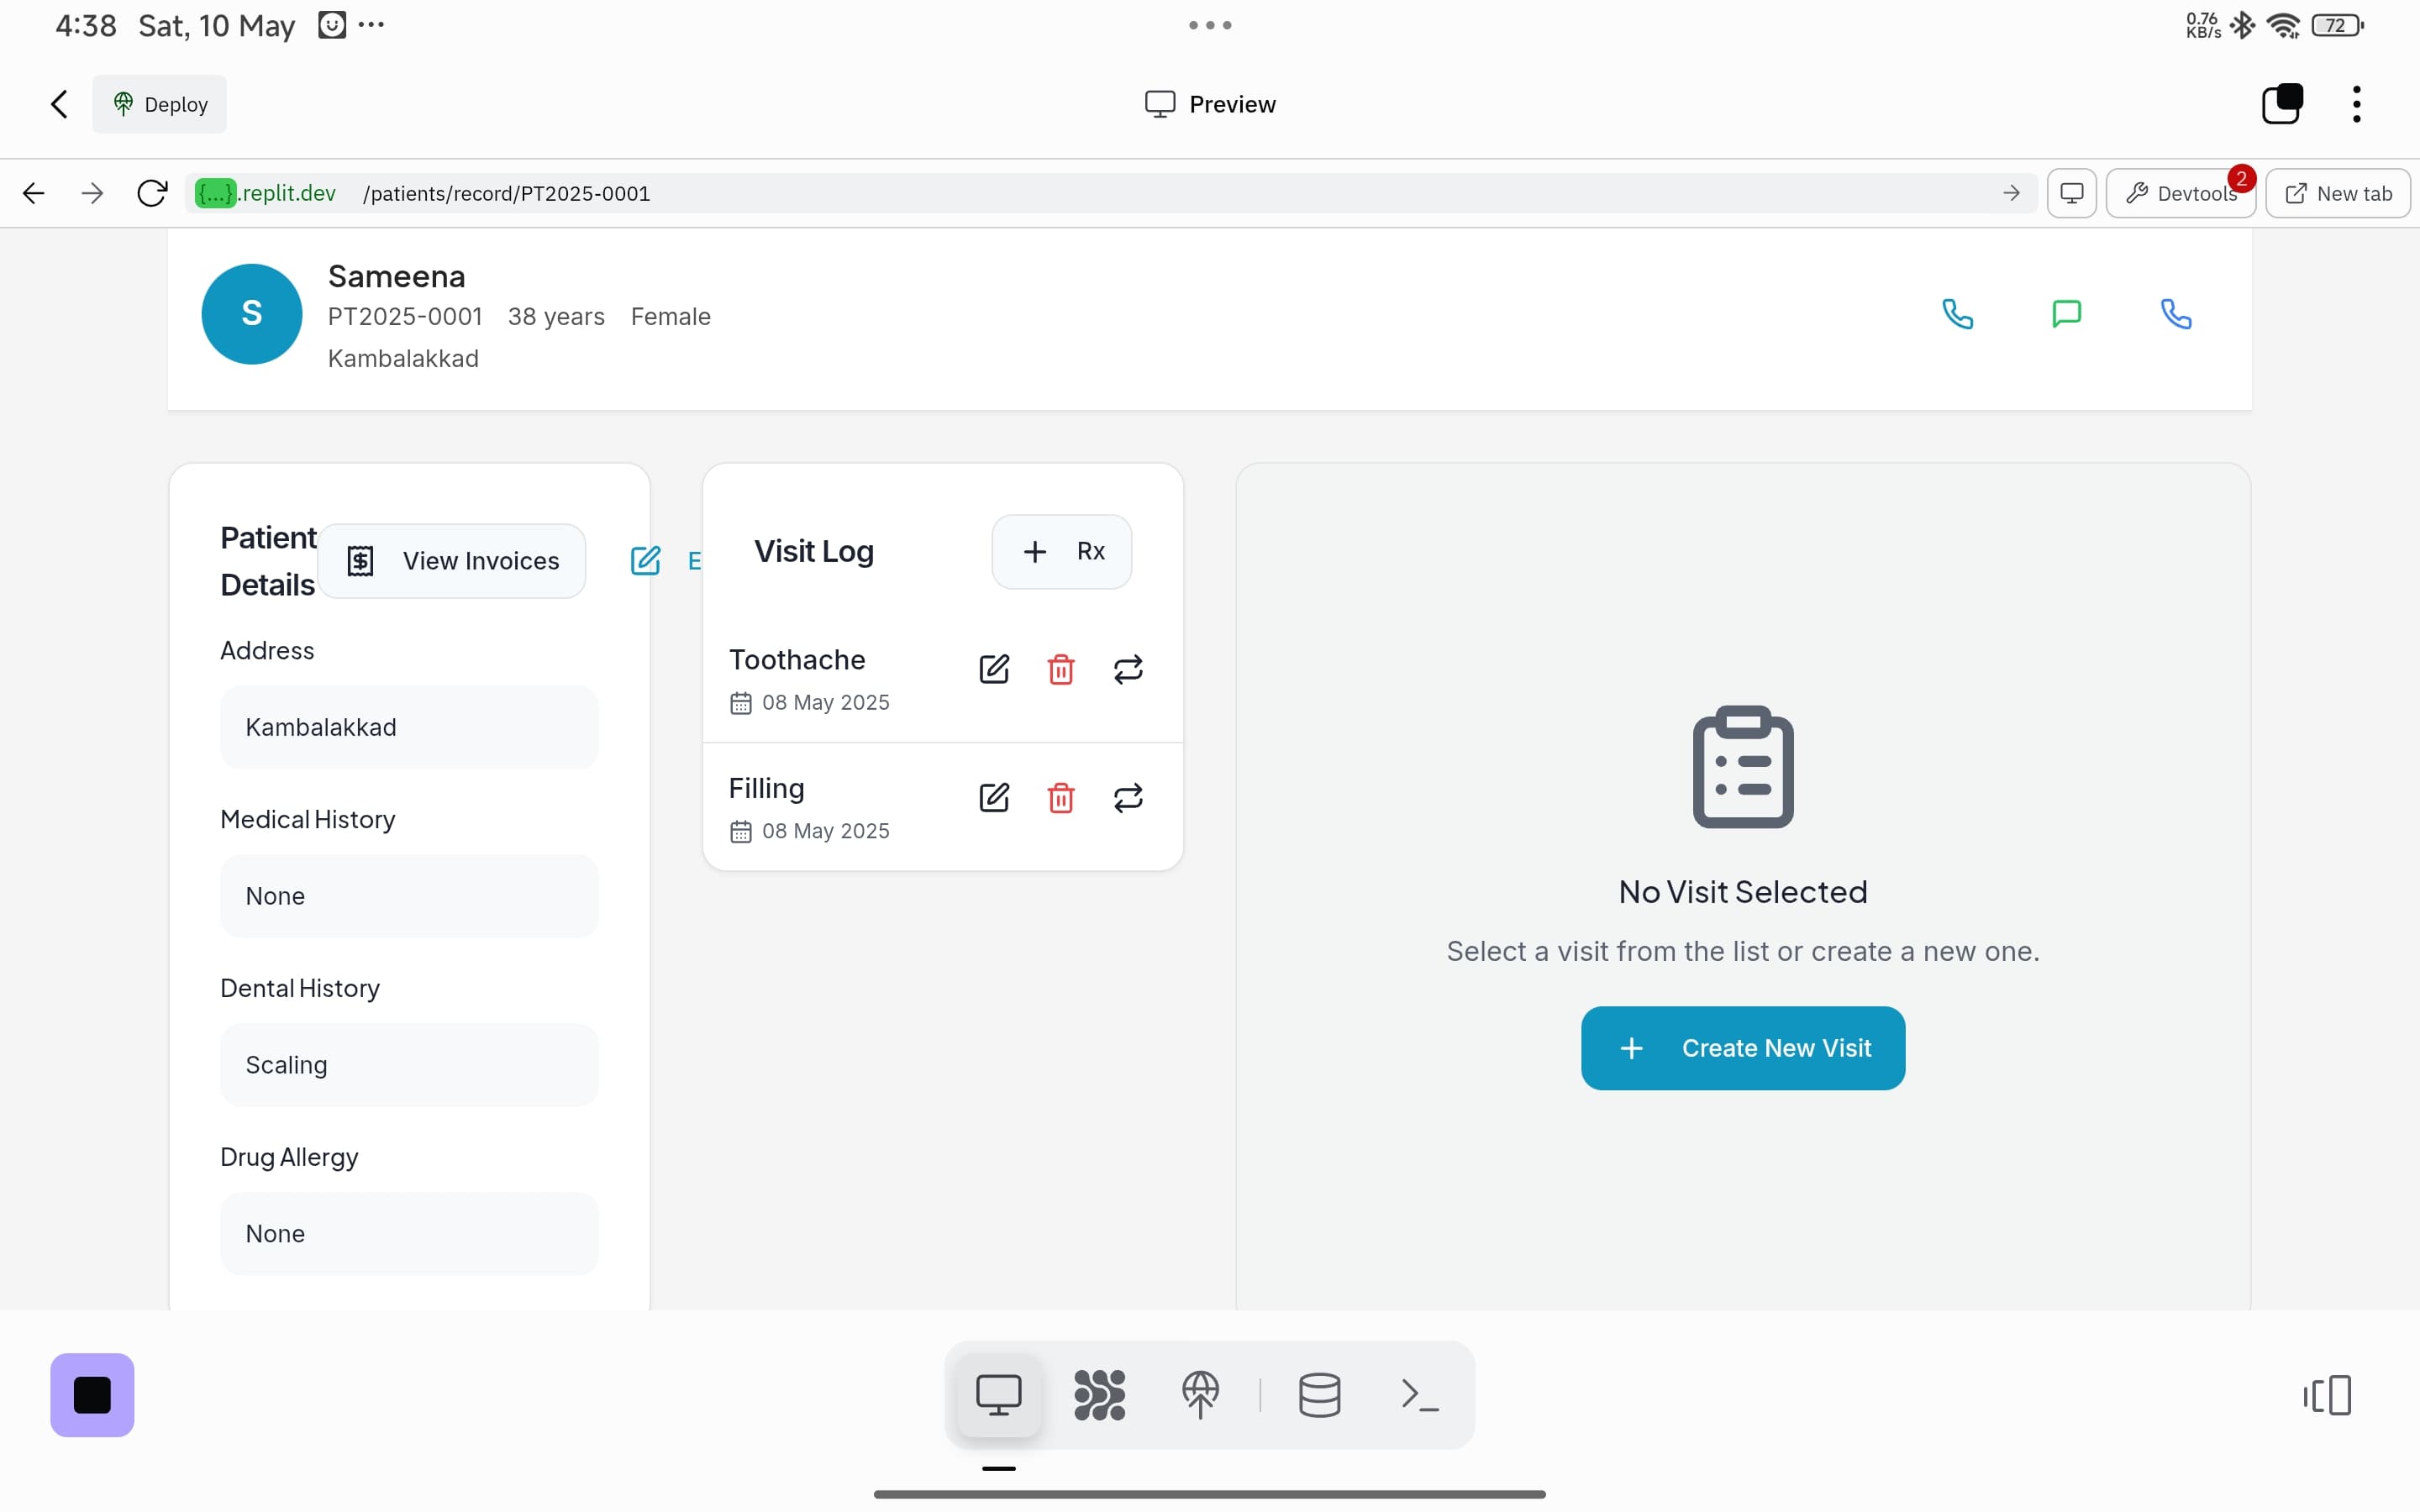 4:38 Sat, 10 May
0.76 KB/s
72
Deploy
Preview
{...}.replit.dev /patients/record/PT2025-0001
Devtools
2
New tab
S
Sameena
PT2025-0001 38 years Female
Kambalakkad
Patient
Details
View Invoices
E
Address
Kambalakkad
Medical History
None
Dental History
Scaling
Drug Allergy
None
Visit Log
+ Rx
Toothache
08 May 2025
Filling
08 May 2025
No Visit Selected
Select a visit from the list or create a new one.
+ Create New Visit